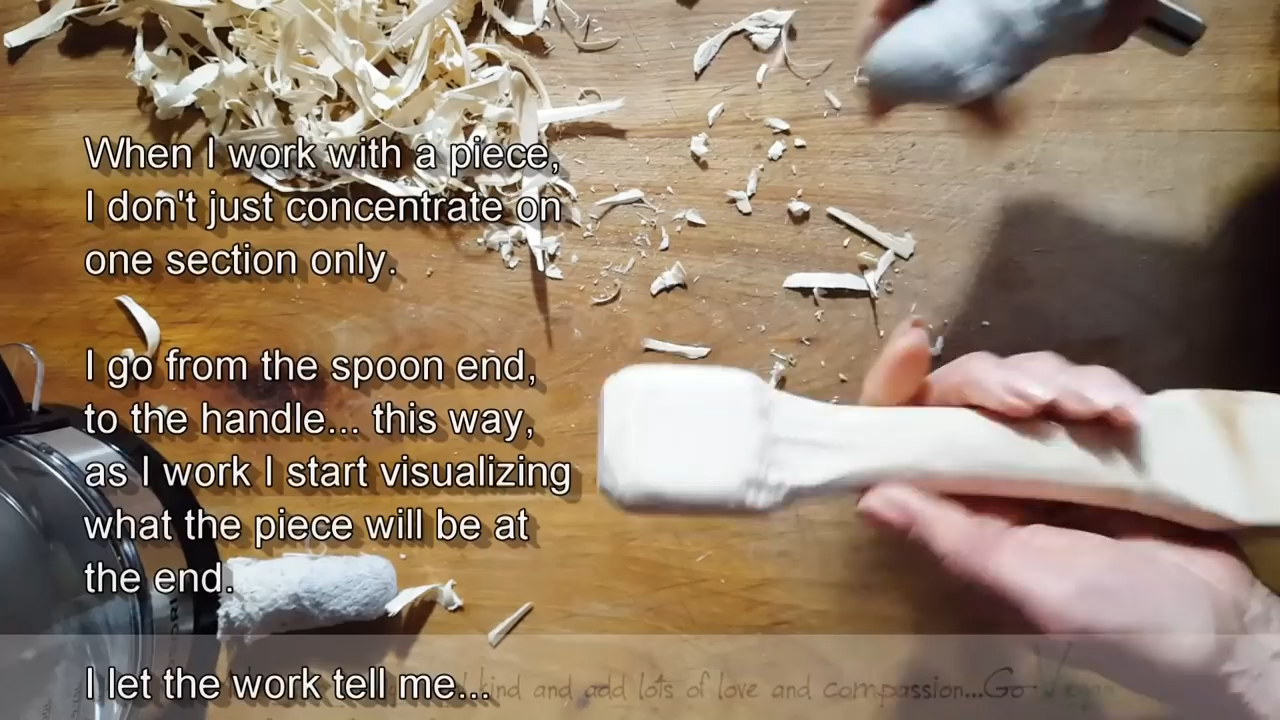 When I work with a piece,
I don't just concentrate on
one section only.
I go from the spoon end,
to the handle... this way,
as I work I start visualizing
what the piece will be at
the end.
I let the work tell me...
kind and add lots of love and compassion...Go Vegan